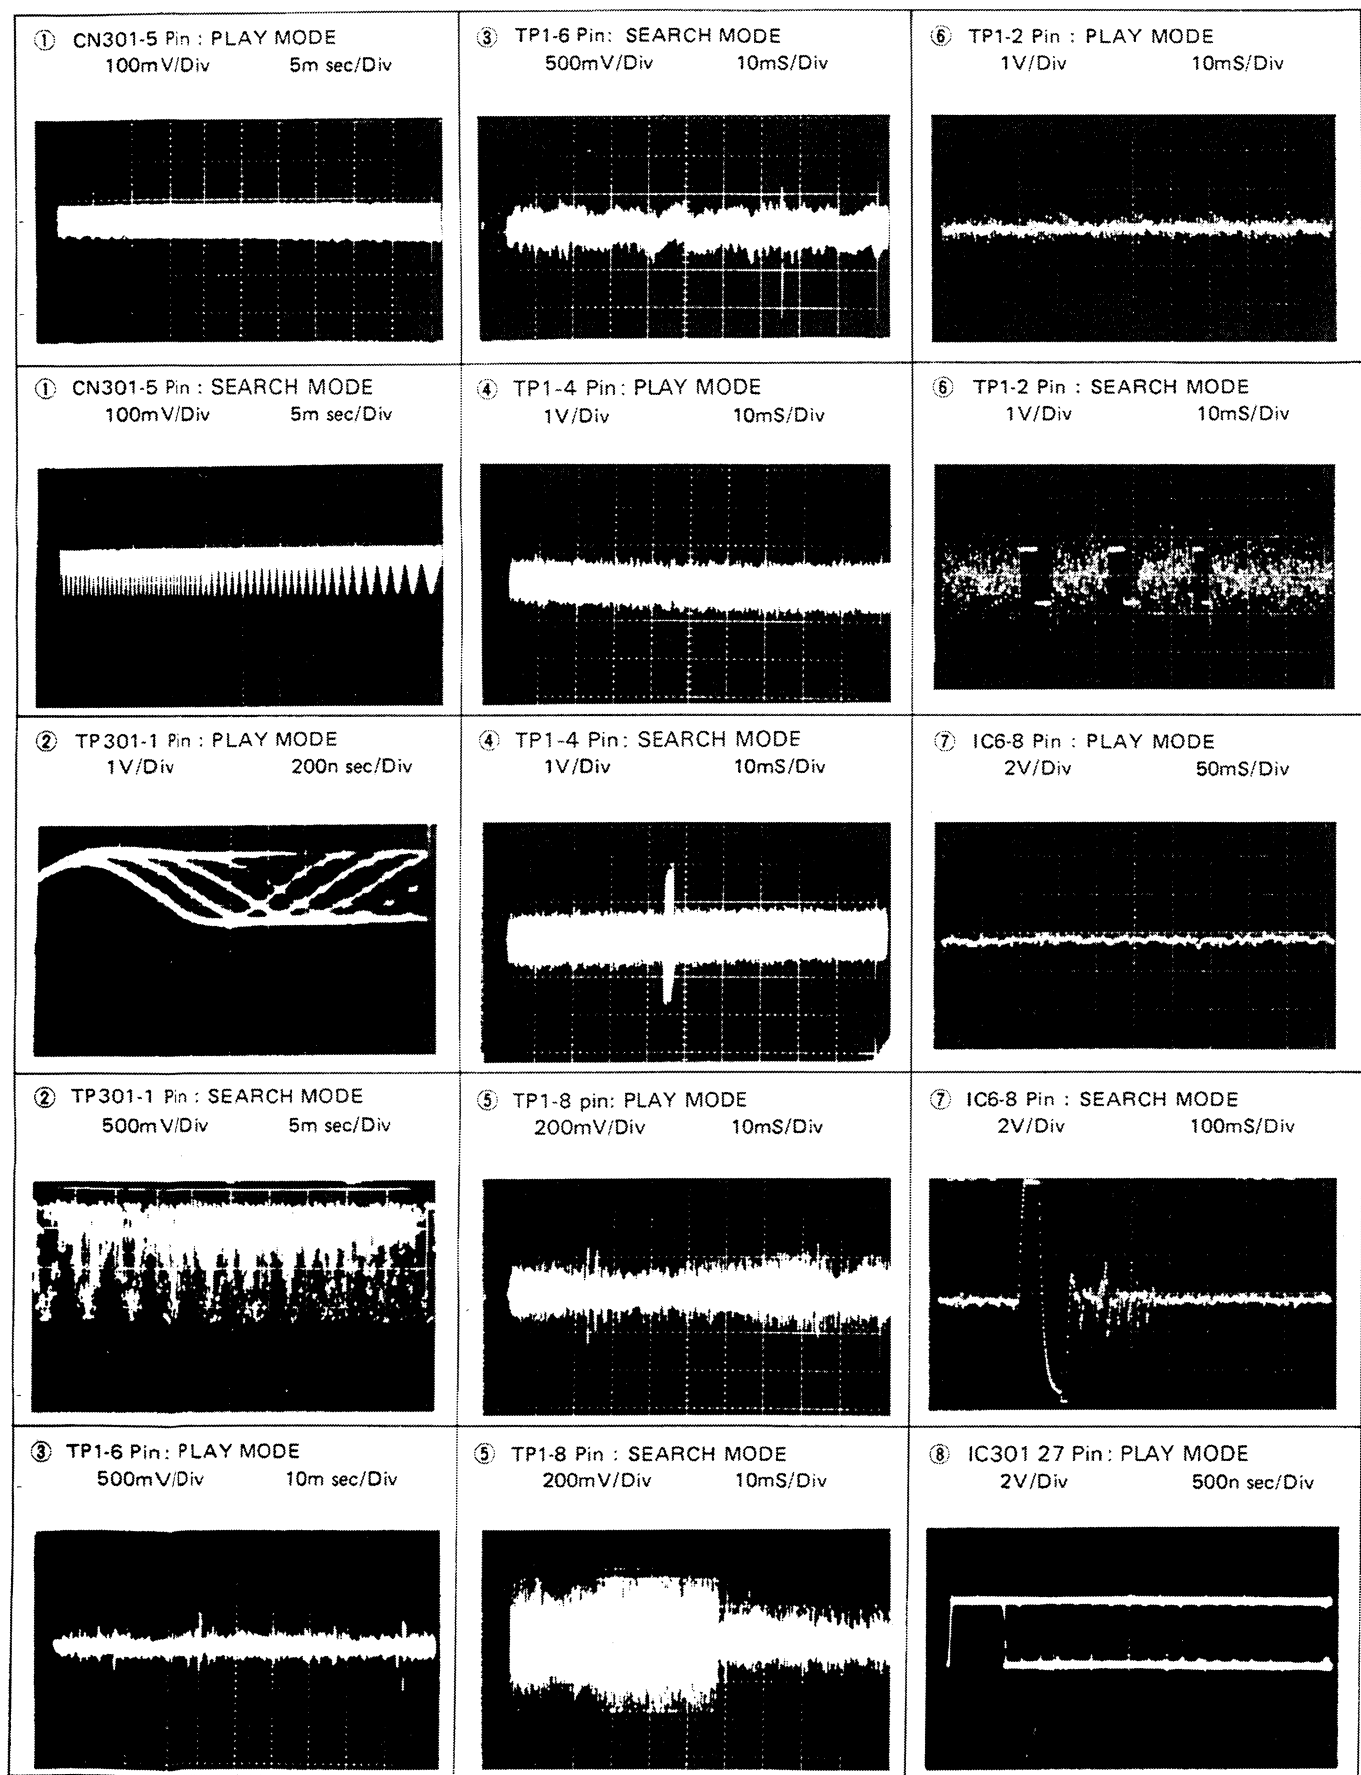 ① CN301-5 Pin : PLAY MODE
100mV/Div 5m sec/Div
① CN301-5 Pin : SEARCH MODE
100mV/Div 5m sec/Div
② TP301-1 Pin : PLAY MODE
1V/Div 200n sec/Div
② TP301-1 Pin : SEARCH MODE
500mV/Div 5m sec/Div
③ TP1-6 Pin : PLAY MODE
500mV/Div 10m sec/Div
③ TP1-6 Pin: SEARCH MODE
500mV/Div 10mS/Div
④ TP1-4 Pin: PLAY MODE
1V/Div 10mS/Div
④ TP1-4 Pin: SEARCH MODE
1V/Div 10mS/Div
⑤ TP1-8 pin: PLAY MODE
200mV/Div 10mS/Div
⑤ TP1-8 Pin : SEARCH MODE
200mV/Div 10mS/Div
⑥ TP1-2 Pin : PLAY MODE
1V/Div 10mS/Div
⑥ TP1-2 Pin : SEARCH MODE
1V/Div 10mS/Div
⑦ IC6-8 Pin : PLAY MODE
2V/Div 50mS/Div
⑦ IC6-8 Pin : SEARCH MODE
2V/Div 100mS/Div
⑧ IC301 27 Pin : PLAY MODE
2V/Div 500n sec/Div